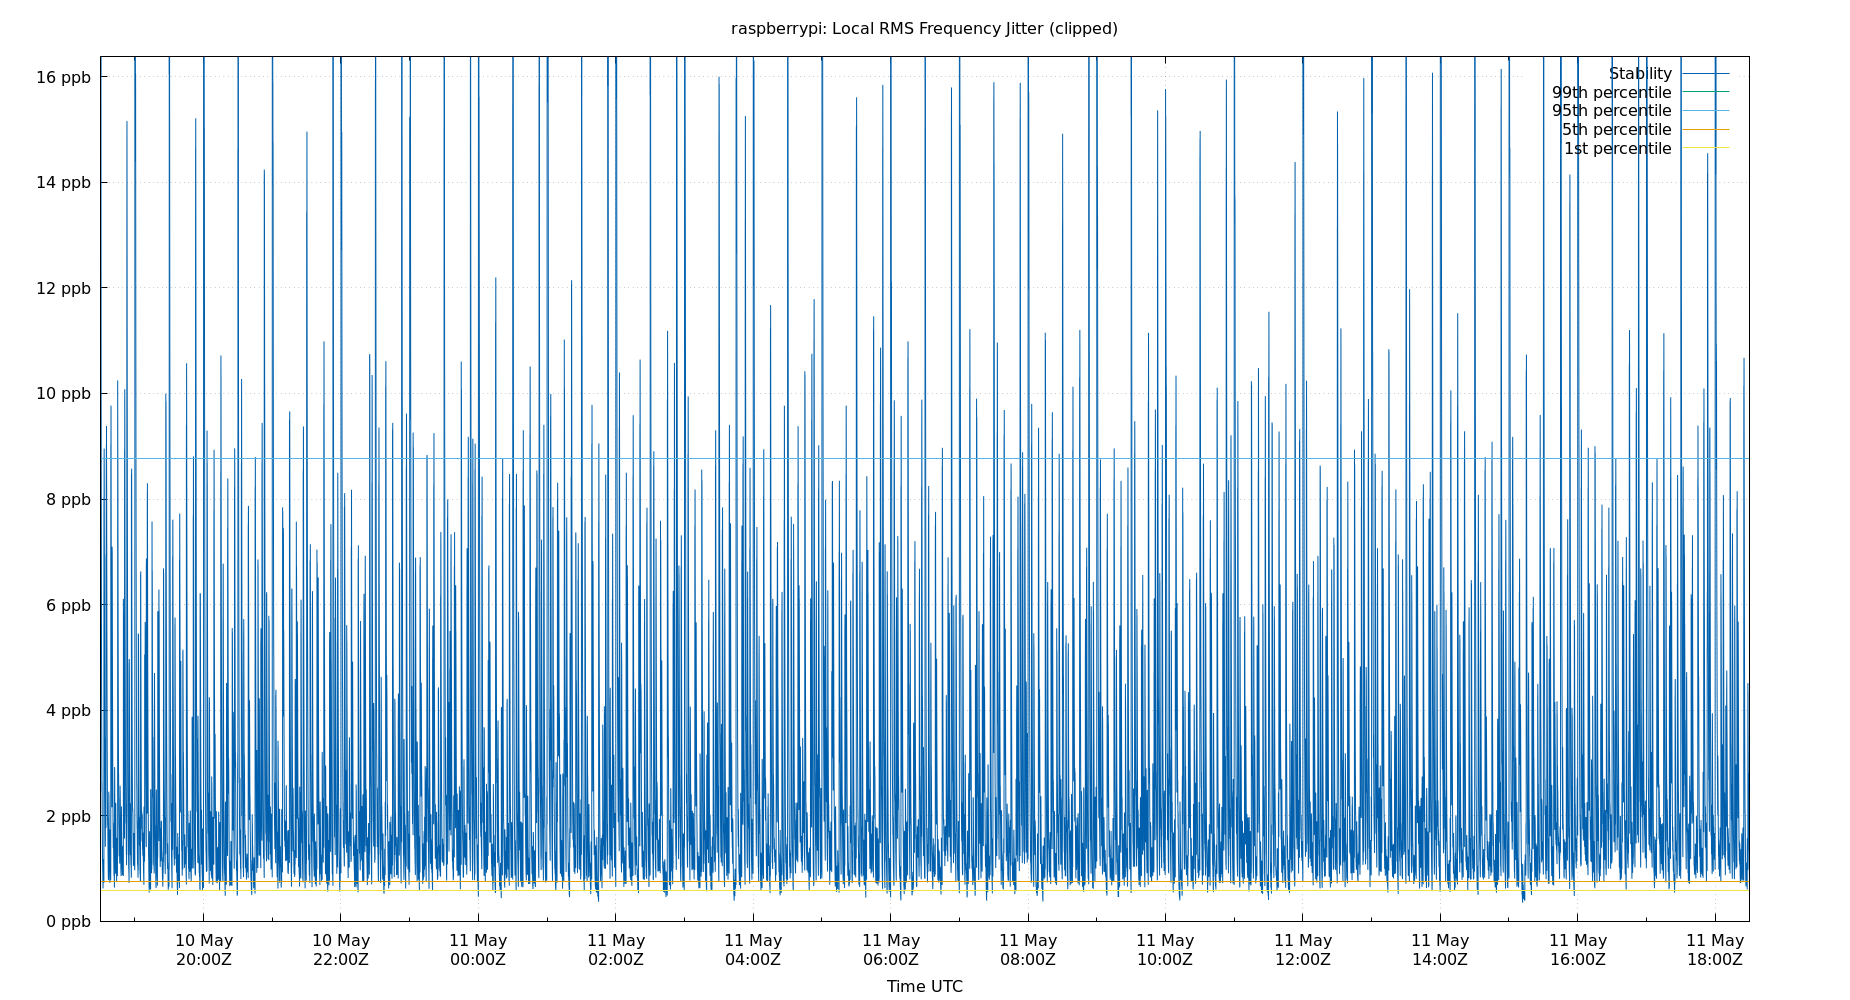 raspberrypi: Local RMS Frequency Jitter (clipped)
16 ppb
14 ppb
12 ppb
10 ppb
8 ppb
6 ppb
4 ppb
2 ppb
0 ppb
Stability
99th percentile
95th percentile
5th percentile
1st percentile
10 May
20:00Z
10 May
22:00Z
11 May
00:00Z
11 May
02:00Z
11 May
04:00Z
11 May
06:00Z
11 May
08:00Z
11 May
10:00Z
11 May
12:00Z
11 May
14:00Z
11 May
16:00Z
11 May
18:00Z
Time UTC